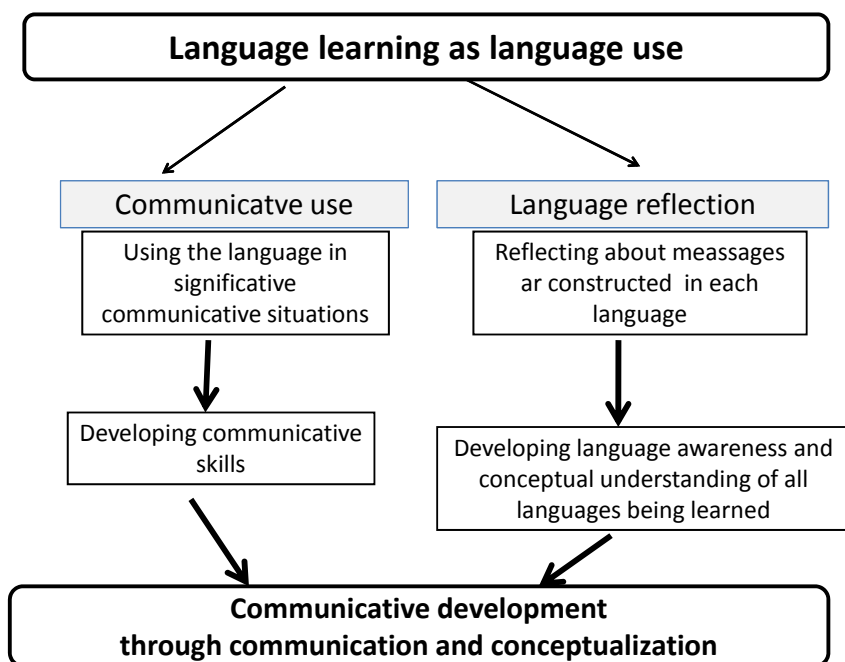 Language learning as language use
Communicatve use
Using the language in
significative
communicative situations
Developing communicative
skills
Language reflection
Reflecting about meassages
ar constructed in each
language
Developing language awareness and
conceptual understanding of all
languages being learned
Communicative development
through communication and conceptualization